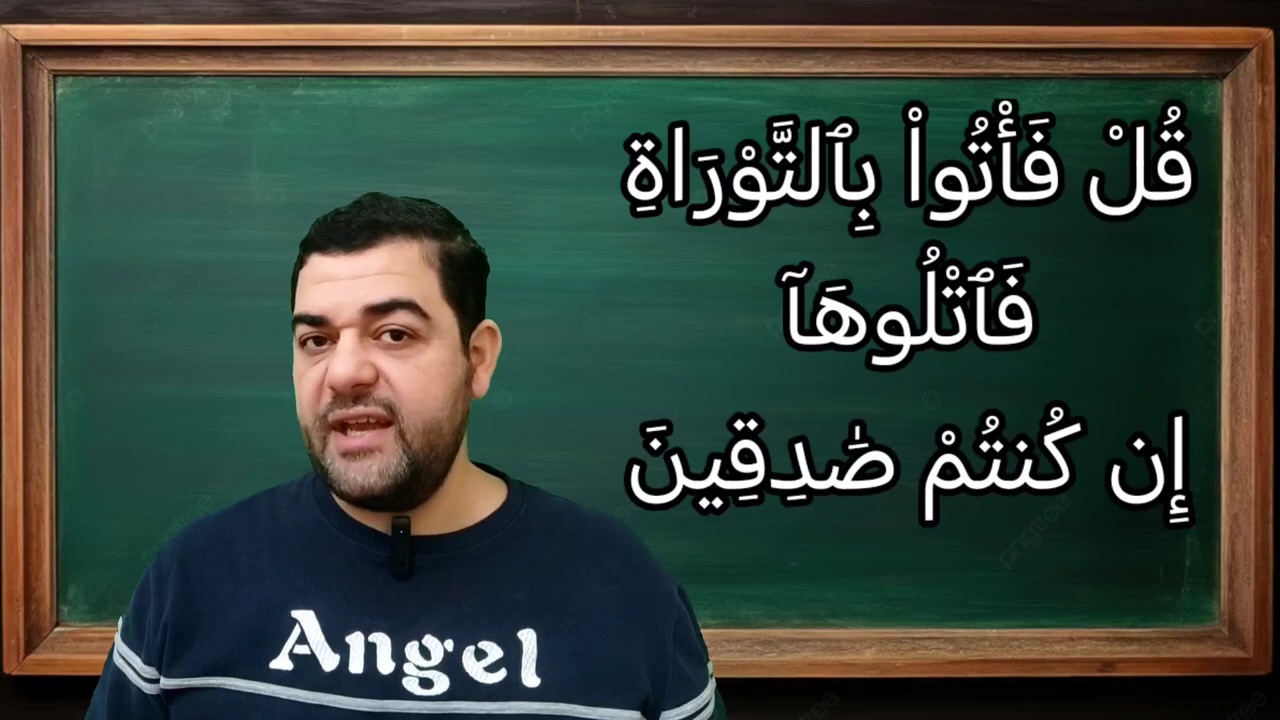 قُلْ فَأْتُوا۟ بِٱلتَّوْرَاةِ
فَٱتْلُوهَآ
إِن كُنتُمْ صَٰدِقِينَ
Angel